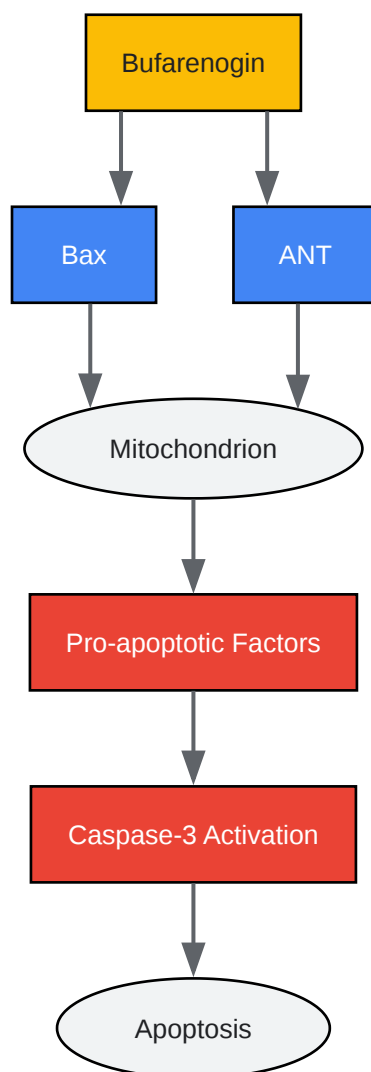 Bufarenogin
Bax
ANT
Mitochondrion
Pro-apoptotic Factors
Caspase-3 Activation
Apoptosis